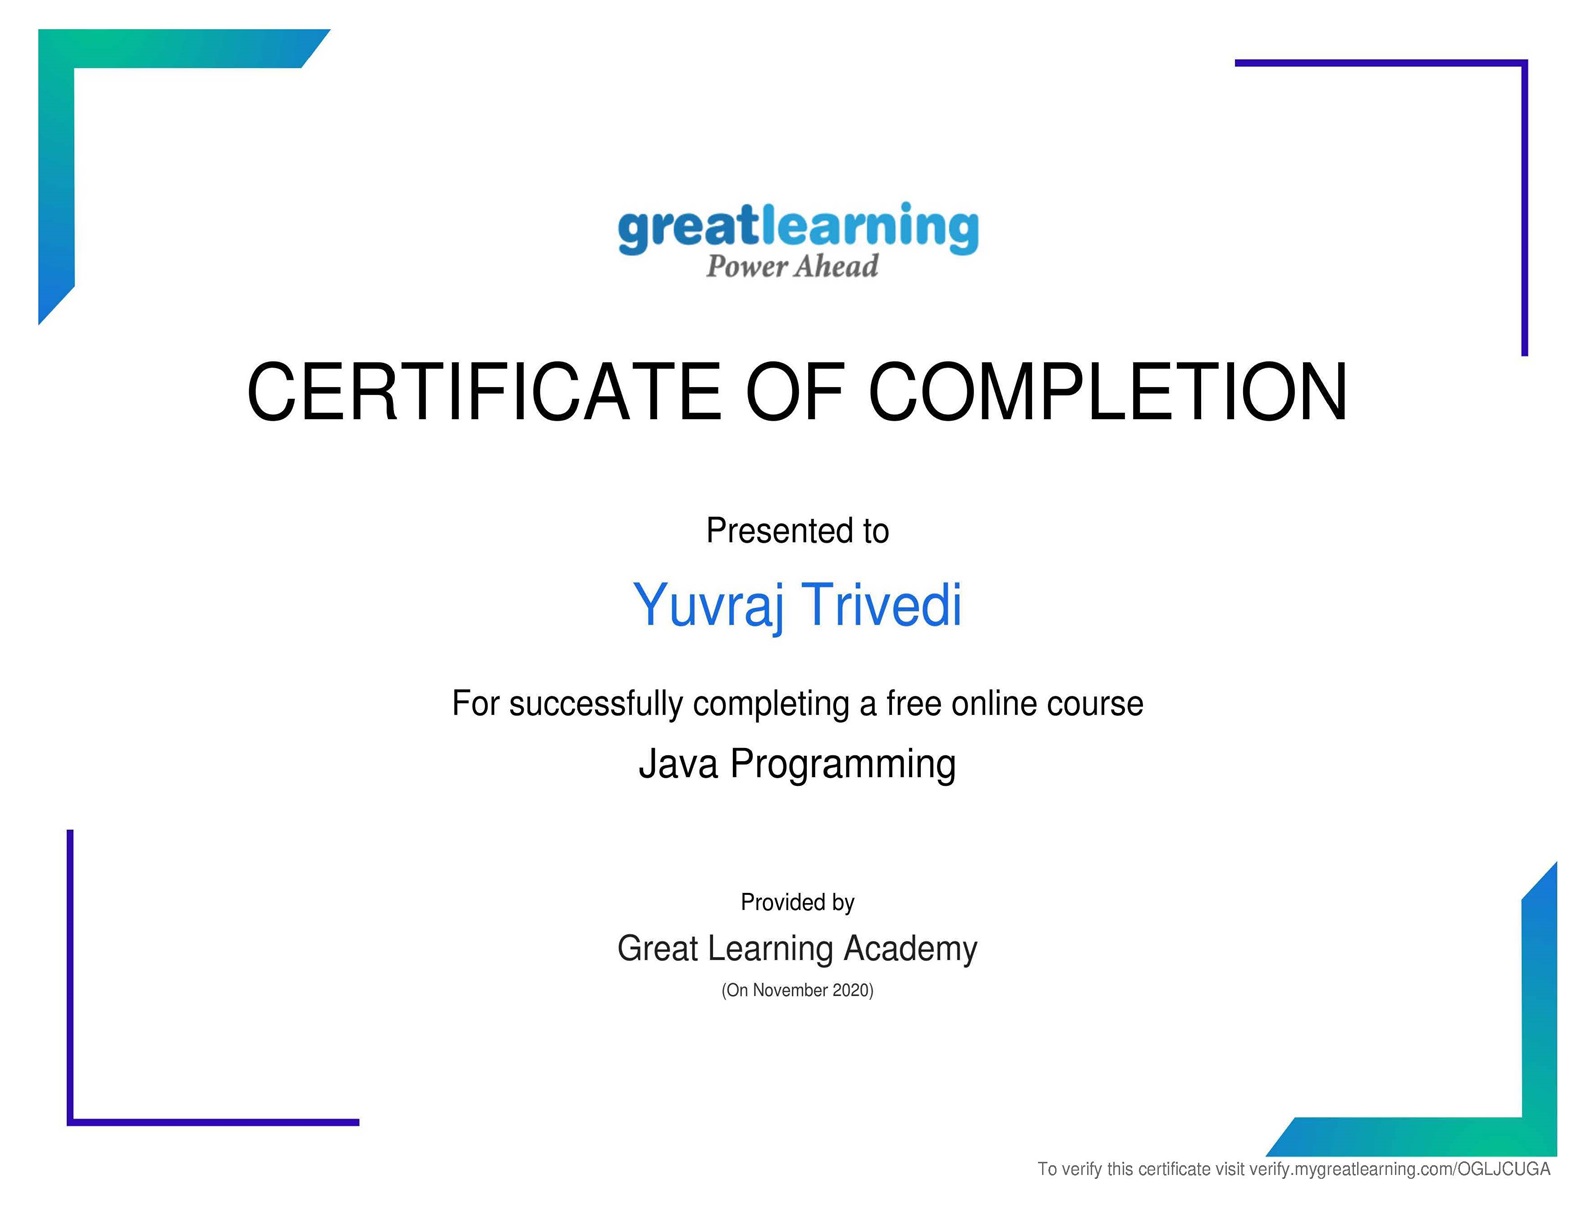 greatlearning
Power Ahead
CERTIFICATE OF COMPLETION
Presented to
Yuvraj Trivedi
For successfully completing a free online course
Java Programming
Provided by
Great Learning Academy
(On November 2020)
To verify this certificate visit verify.mygreatlearning.com/OGLJCUGA